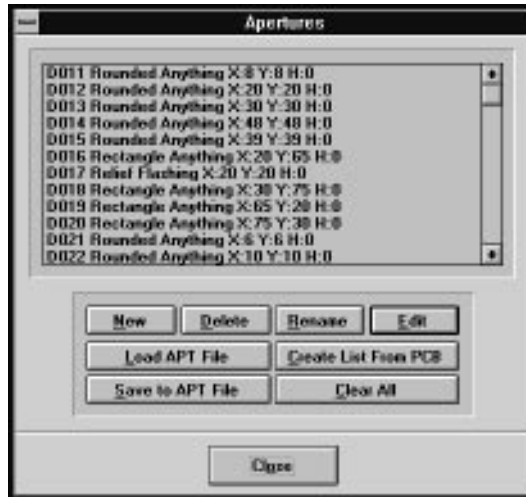 Apertures
D011 Rounded Anything X:8 Y:8 H:0
D012 Rounded Anything X:20 Y:20 H:0
D013 Rounded Anything X:30 Y:30 H:0
D014 Rounded Anything X:48 Y:48 H:0
D015 Rounded Anything X:39 Y:39 H:0
D016 Rectangle Anything X:20 Y:65 H:0
D017 Relief Flashing X:20 Y:20 H:0
D018 Rectangle Anything X:30 Y:75 H:0
D019 Rectangle Anything X:65 Y:20 H:0
D020 Rectangle Anything X:75 Y:30 H:0
D021 Rounded Anything X:6 Y:6 H:0
D022 Rounded Anything X:10 Y:10 H:0
New Delete Rename Edit
Load APT File Create List From PCB
Save to APT File Clear All
Close